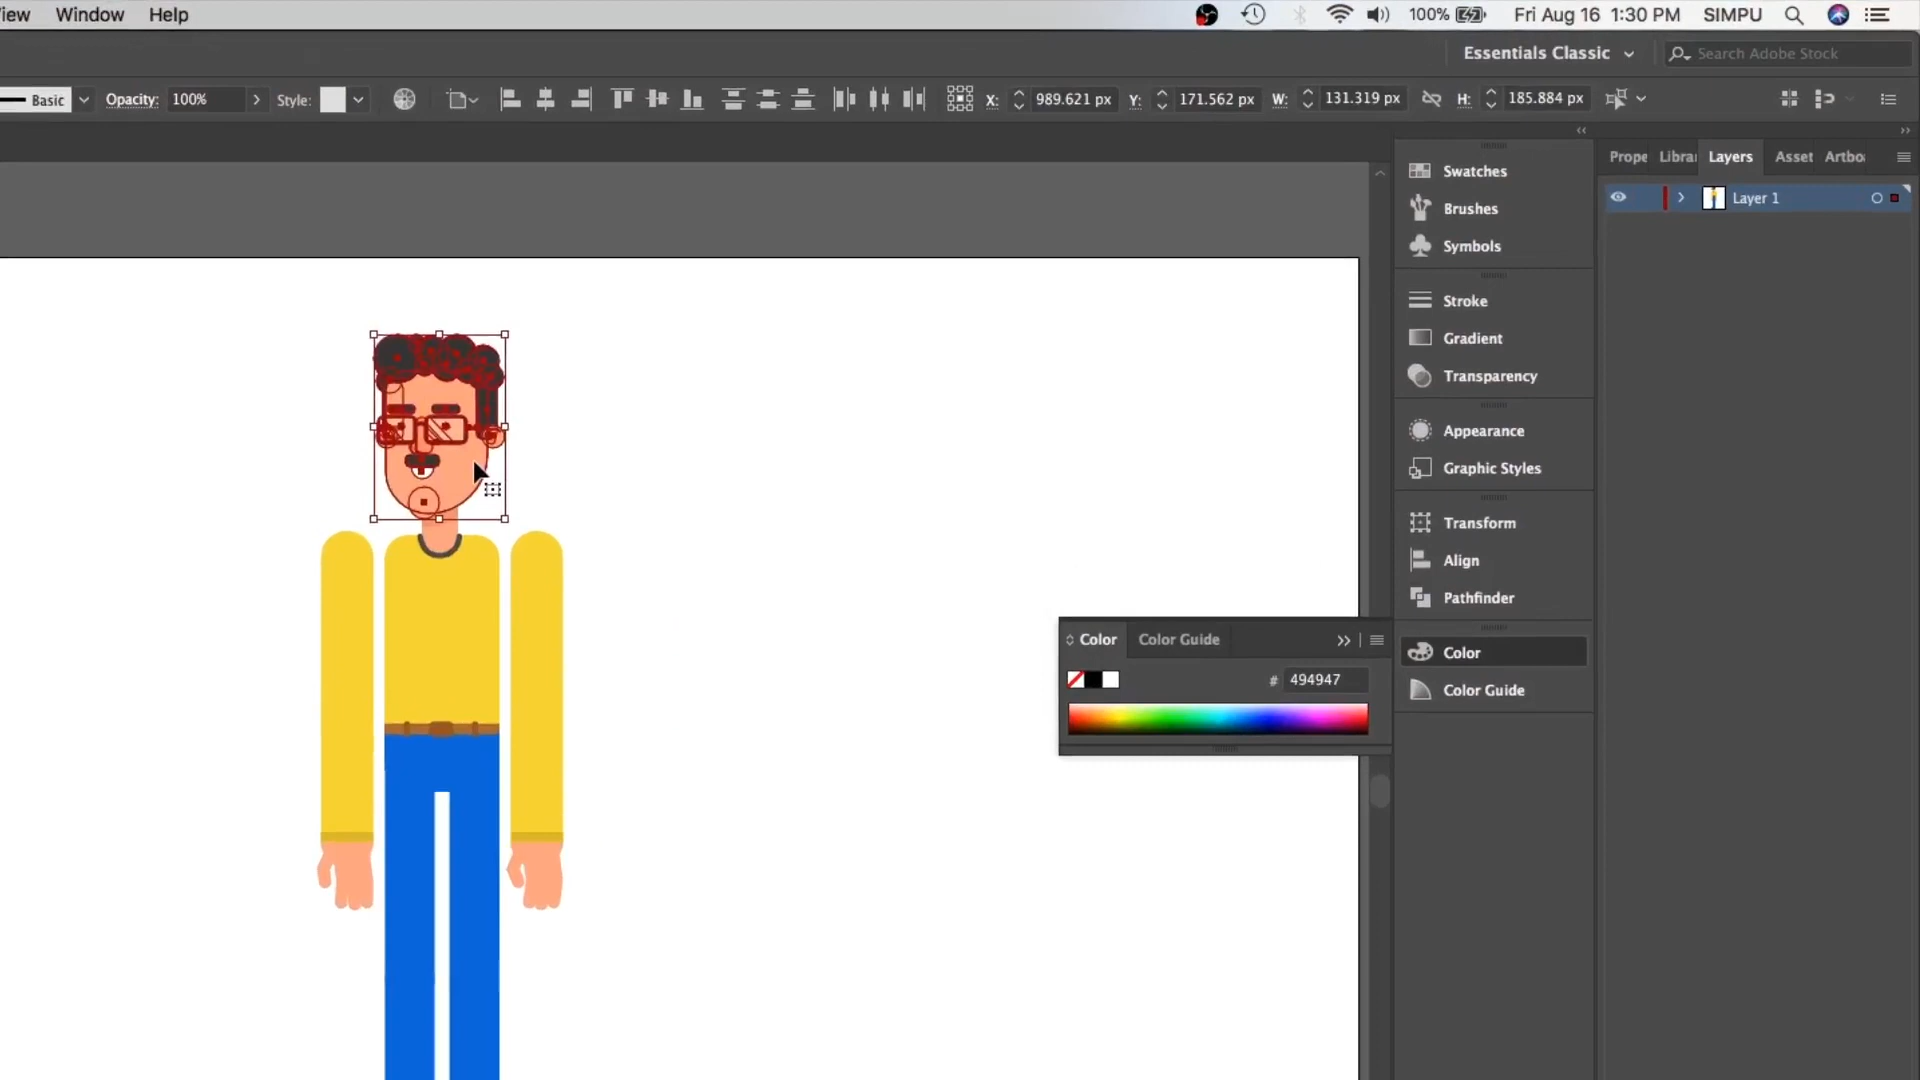 iew Window Help 100% Fri Aug 16 1:30 PM SIMPU
Essentials Classic Search Adobe Stock
Basic Opacity: 100% Style: X: 989.621 px Y: 171.562 px W: 131.319 px H: 185.884 px
Prope Librar Layers Asset Artbo
Layer 1
Swatches
Brushes
Symbols
Stroke
Gradient
Transparency
Appearance
Graphic Styles
Transform
Align
Pathfinder
Color
Color Guide
Color Color Guide
# 494947